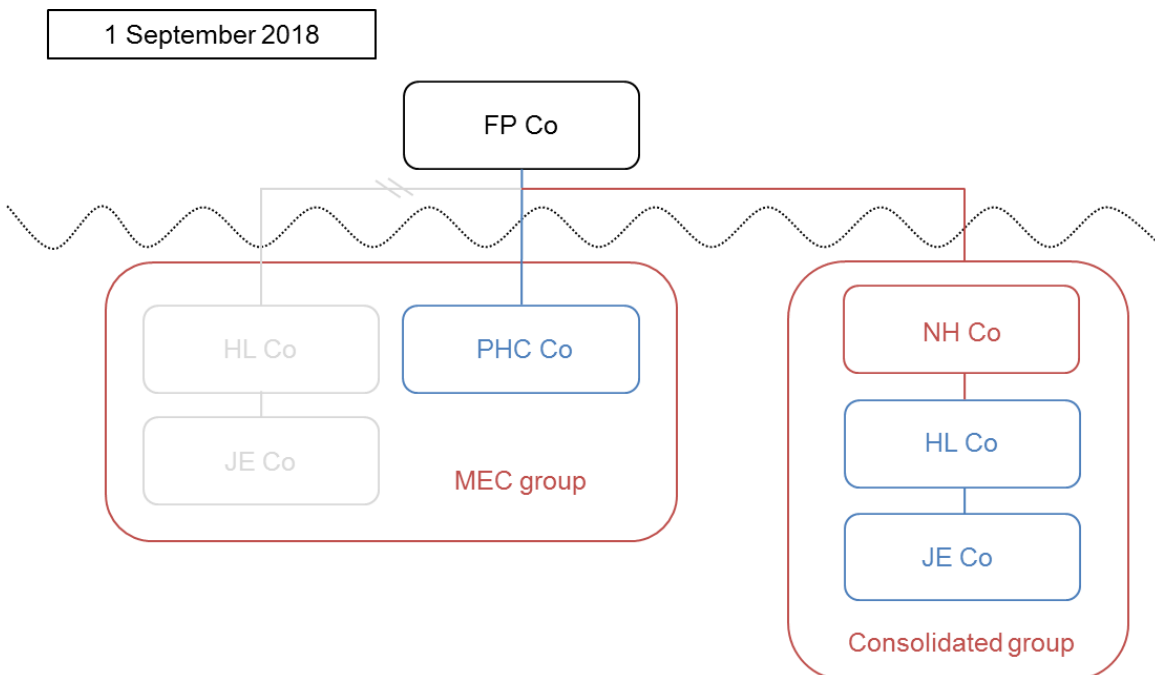 1 September 2018
FP Co
HL Co
PHC Co
JE Co
MEC group
NH Co
HL Co
JE Co
Consolidated group